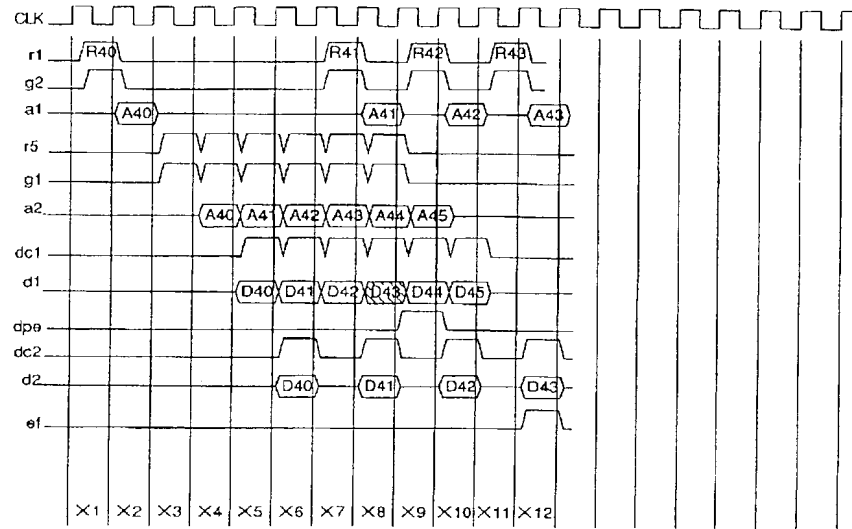 CLK
r1 R40 R41 R42 R43
g2
a1 A40 A41 A42 A43
r5
g1
a2 A40 A41 A42 A43 A44 A45
dc1
d1 D40 D41 D42 D43 D44 D45
dpe
dc2
d2 D40 D41 D42 D43
ef
X1 X2 X3 X4 X5 X6 X7 X8 X9 X10 X11 X12